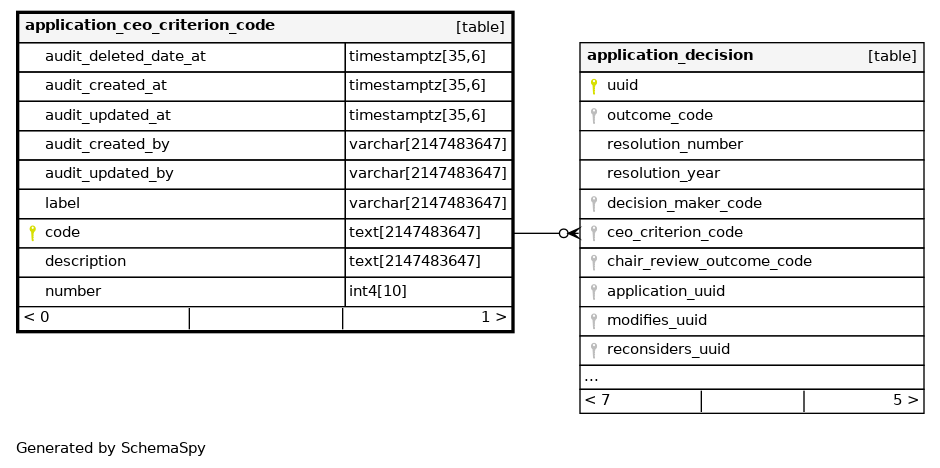 application_ceo_criterion_code [table]
audit_deleted_date_at timestamptz[35,6]
audit_created_at timestamptz[35,6]
audit_updated_at timestamptz[35,6]
audit_created_by varchar[2147483647]
audit_updated_by varchar[2147483647]
label varchar[2147483647]
code text[2147483647]
description text[2147483647]
number int4[10]
< 0 1 >
application_decision [table]
uuid
outcome_code
resolution_number
resolution_year
decision_maker_code
ceo_criterion_code
chair_review_outcome_code
application_uuid
modifies_uuid
reconsiders_uuid
...
< 7 5 >
Generated by SchemaSpy